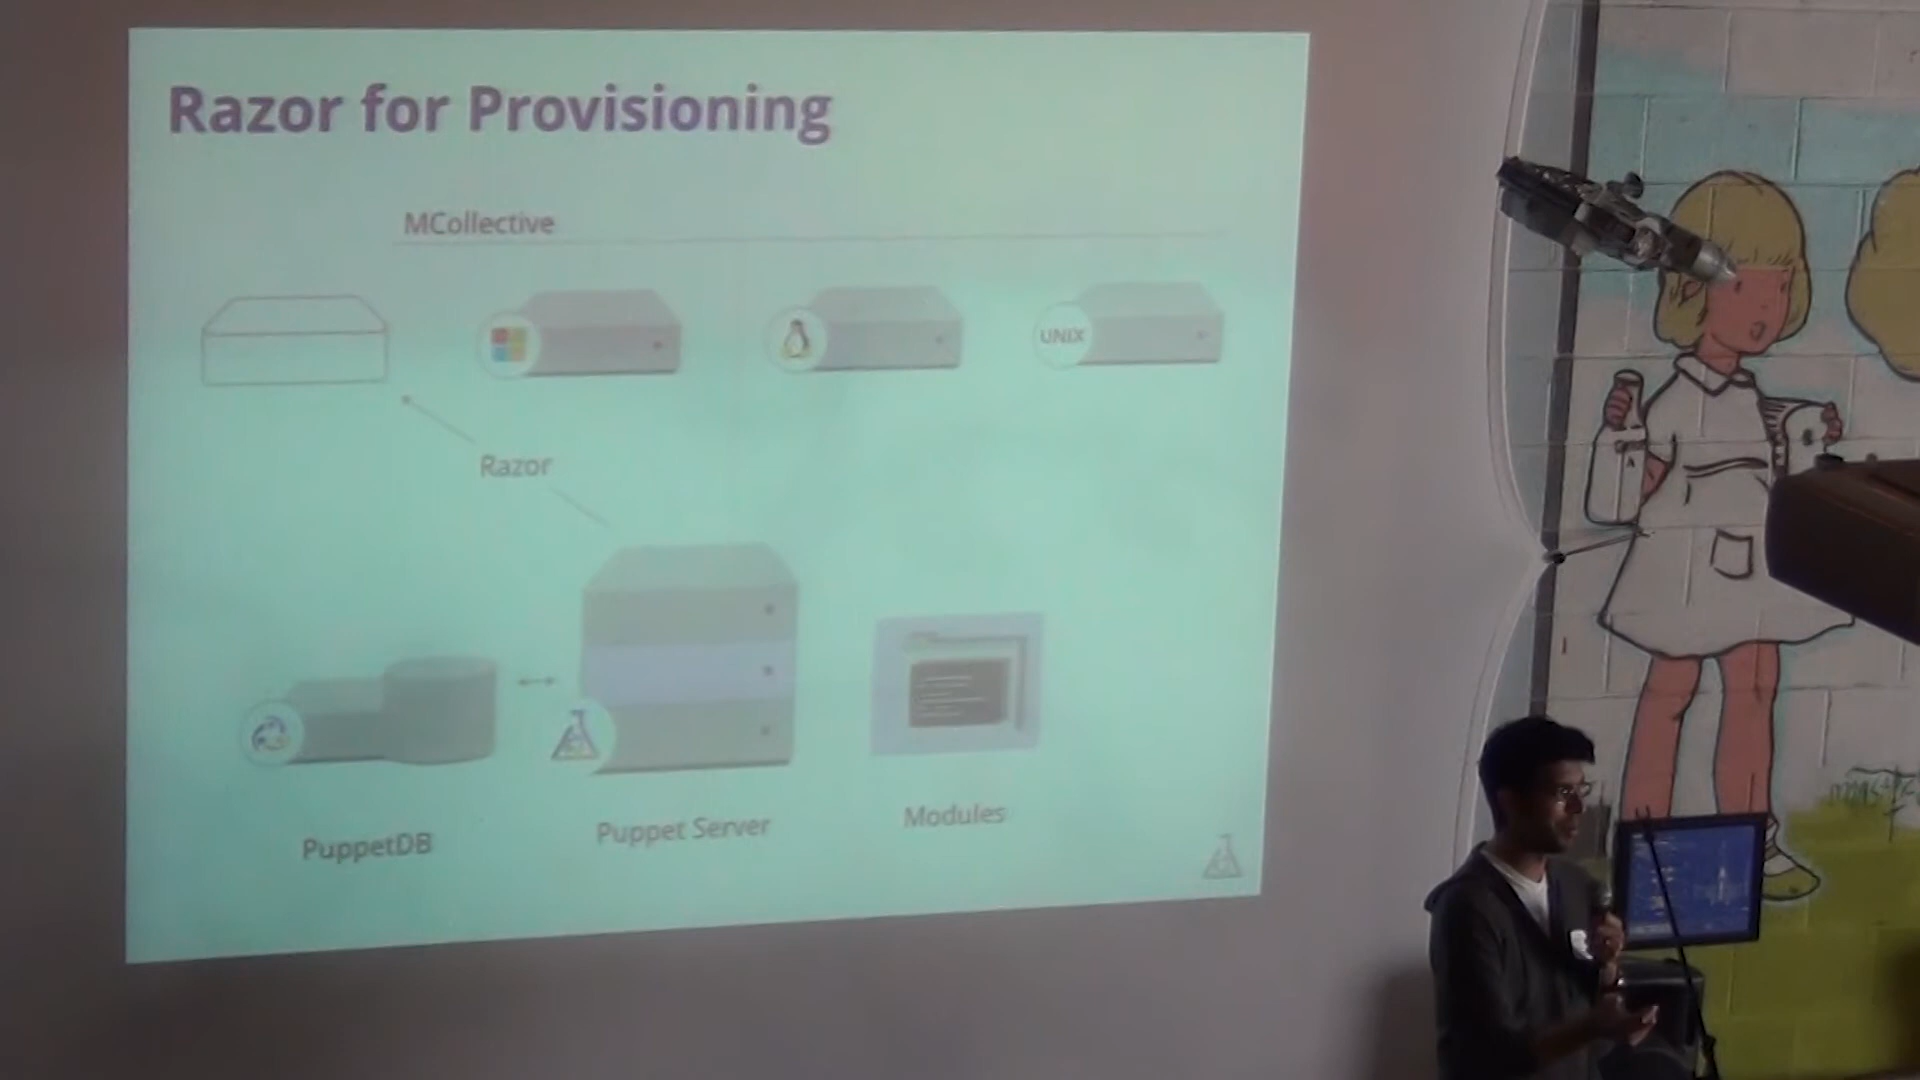 Razor for Provisioning
MCollective
UNIX
Razor
PuppetDB
Puppet Server
Modules